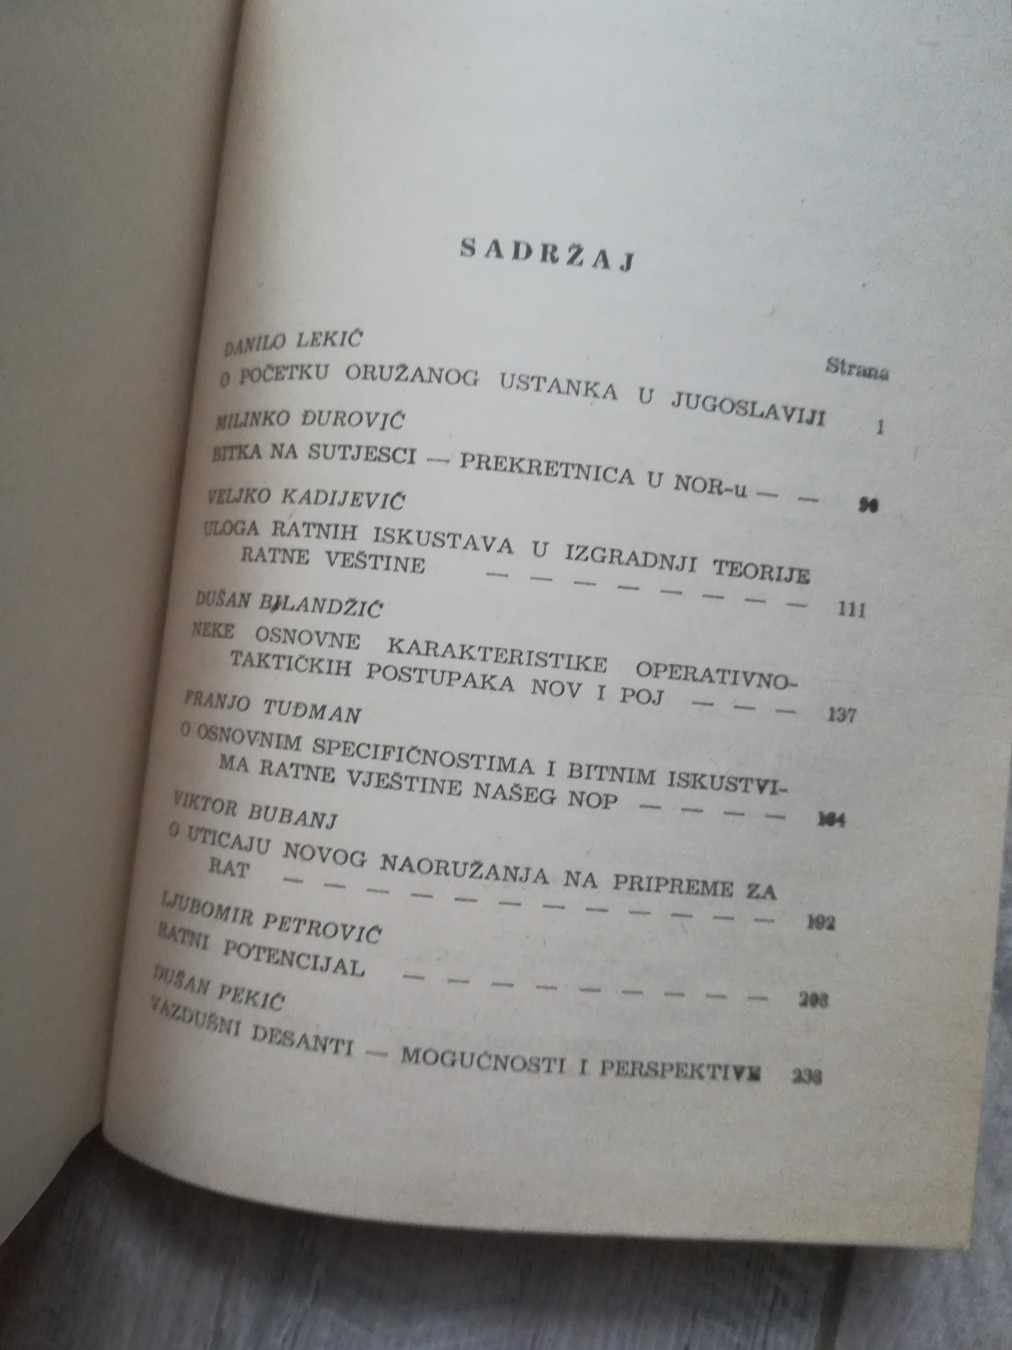 SADRŽAJ
Strana
DANILO LEKIĆ
O POČETKU ORUŽANOG USTANKA U JUGOSLAVIJI 1
MILINKO ĐUROVIĆ
BITKA NA SUTJESCI — PREKRETNICA U NOR-u — —
VELJKO KADIJEVIĆ
ULOGA RATNIH ISKUSTAVA U IZGRADNJI TEORIJE
RATNE VEŠTINE — — — — — — — — 111
DUŠAN BILANDŽIĆ
NEKE OSNOVNE KARAKTERISTIKE OPERATIVNO-
TAKTIČKIH POSTUPAKA NOV I POJ — — — 137
FRANJO TUĐMAN
O OSNOVNIM SPECIFIČNOSTIMA I BITNIM ISKUSTVI-
MA RATNE VJEŠTINE NAŠEG NOP — — — — 164
VIKTOR BUBANJ
O UTICAJU NOVOG NAORUŽANJA NA PRIPREME ZA
RAT — — — — — — — — — — — — 192
LJUBOMIR PETROVIĆ
RATNI POTENCIJAL — — — — — — — — —
DUŠAN PEKIĆ
VAZDUŠNI DESANTI — MOGUĆNOSTI I PERSPEKTIVE